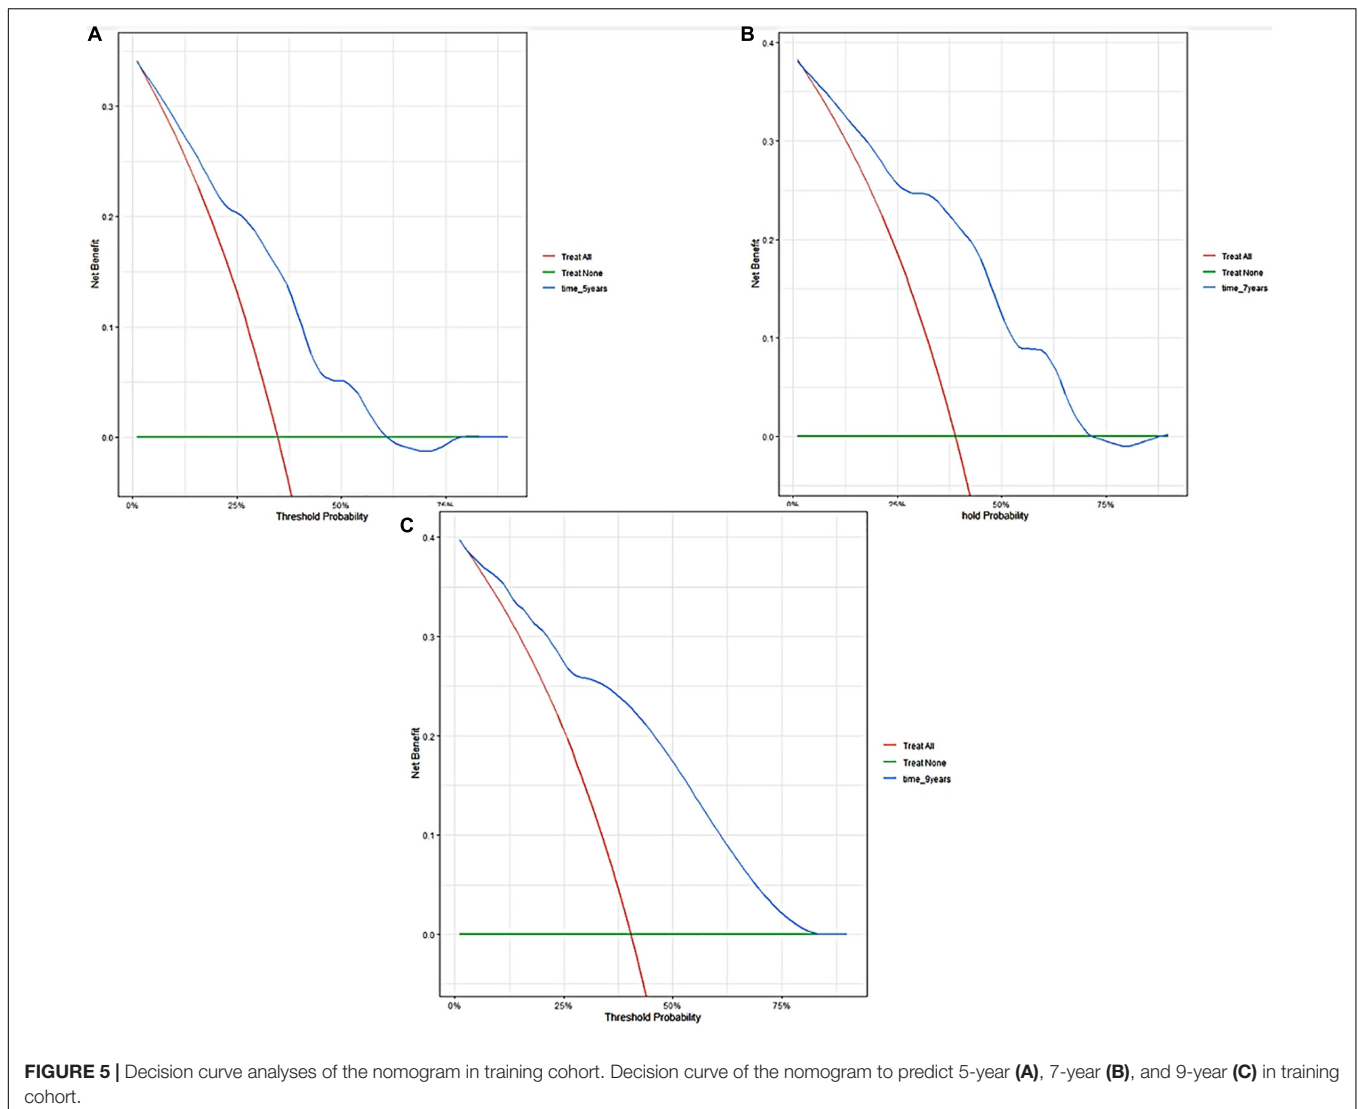 A
0.3
0.2
0.1
0.0
Net Benefit
0%
25%
50%
75%
Threshold Probability
Treat All
Treat None
time_5years
B
0.4
0.3
0.2
0.1
0.0
Net Benefit
0%
25%
50%
75%
hold Probability
Treat All
Treat None
time_7years
C
0.4
0.3
0.2
0.1
0.0
Net Benefit
0%
25%
50%
75%
Threshold Probability
Treat All
Treat None
time_9years
FIGURE 5 | Decision curve analyses of the nomogram in training cohort. Decision curve of the nomogram to predict 5-year (A), 7-year (B), and 9-year (C) in training
cohort.